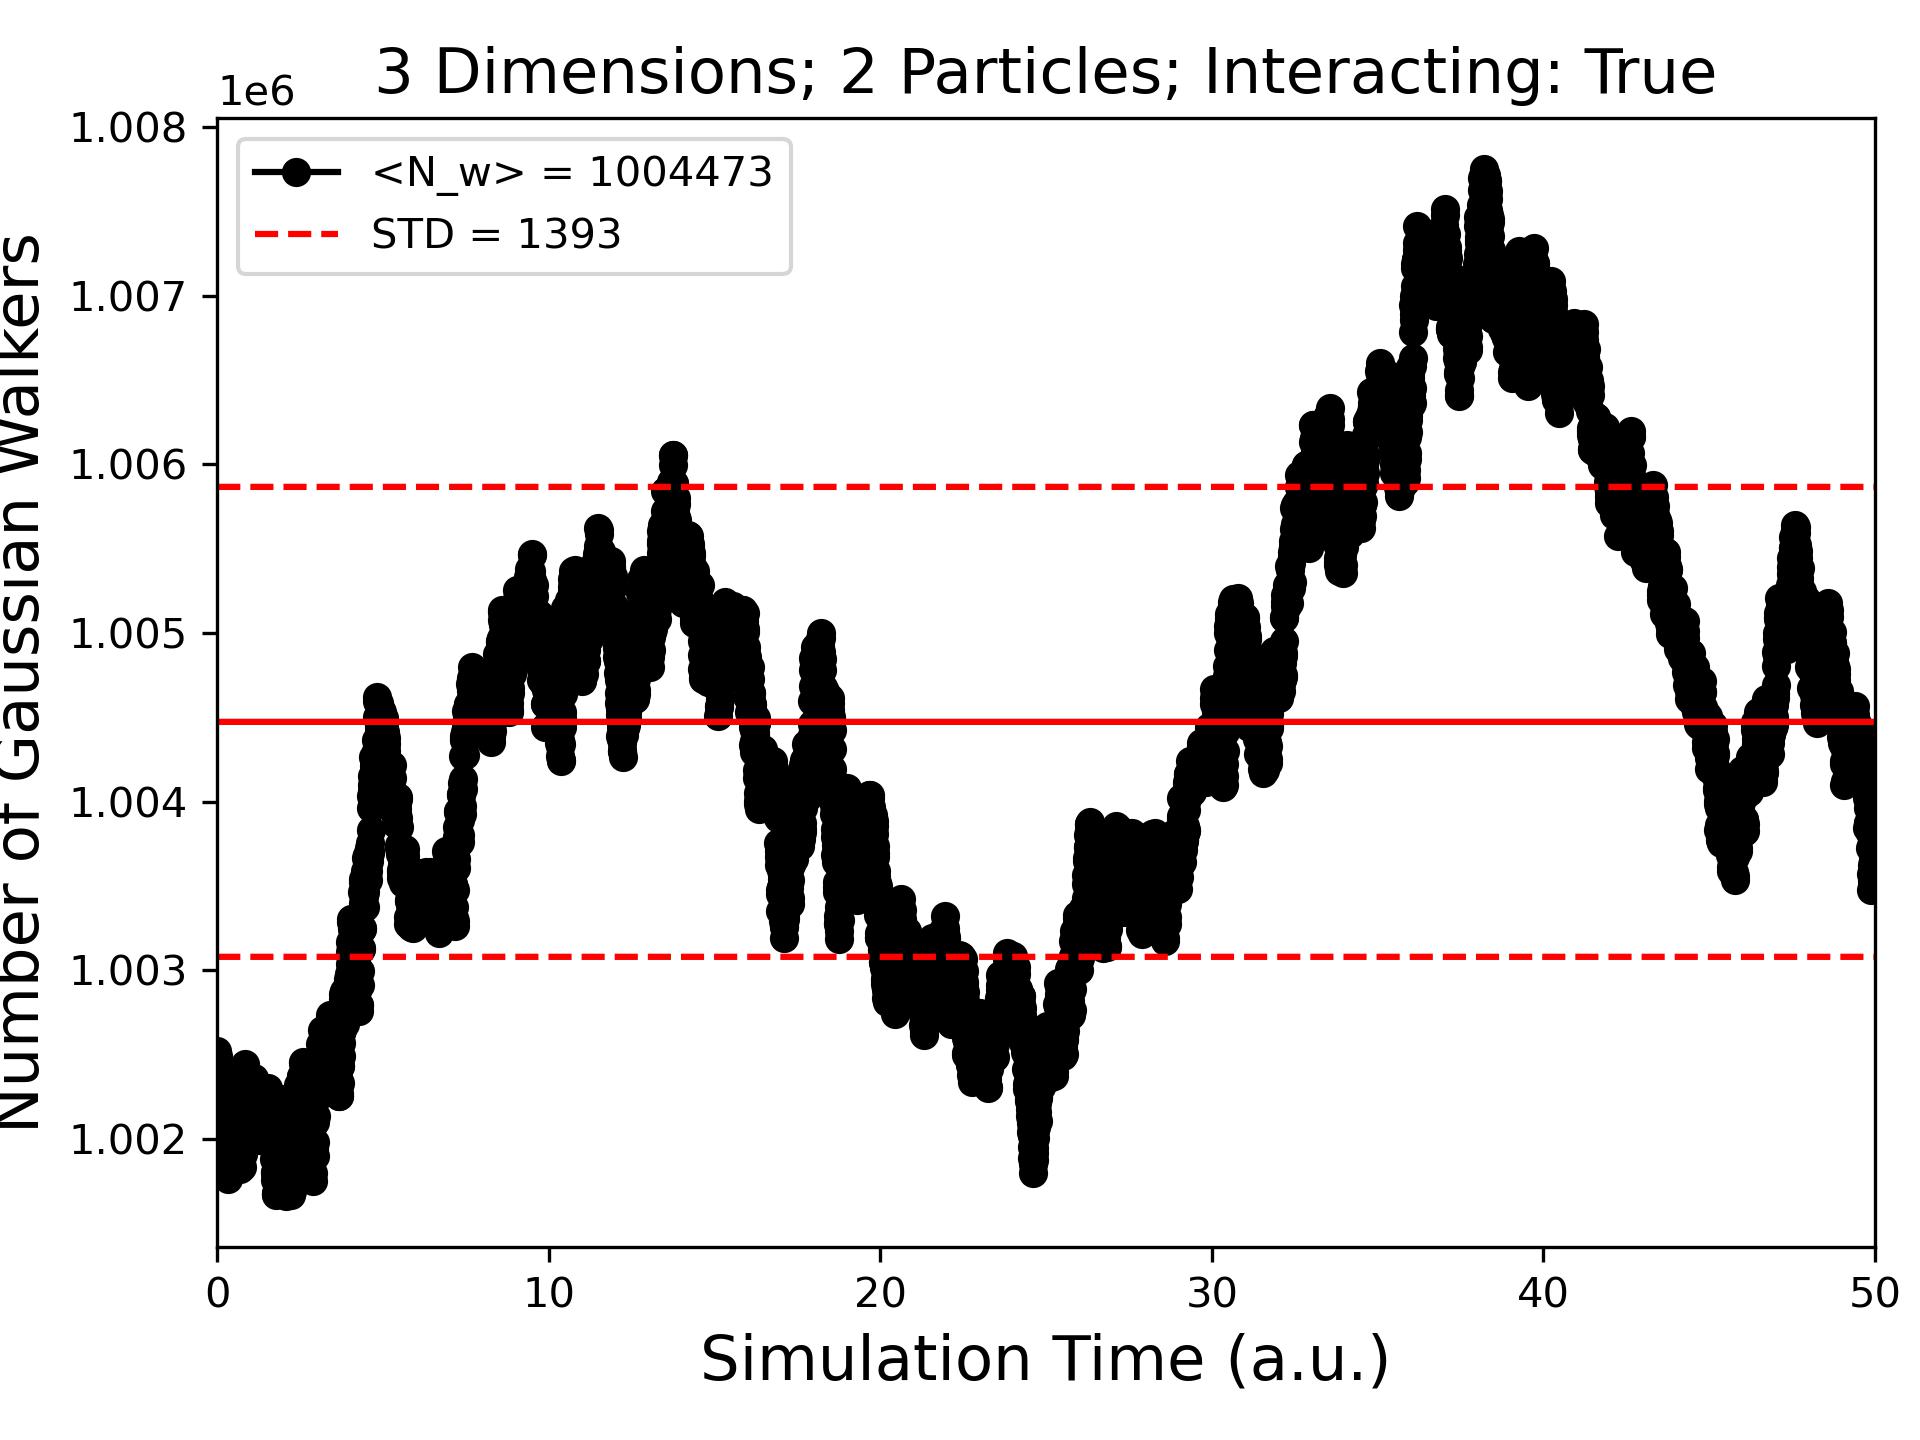 3 Dimensions; 2 Particles; Interacting: True
1e6
<N_w> = 1004473
STD = 1393
1.008
1.007
1.006
1.005
1.004
1.003
1.002
Number of Gaussian Walkers
0 10 20 30 40 50
Simulation Time (a.u.)